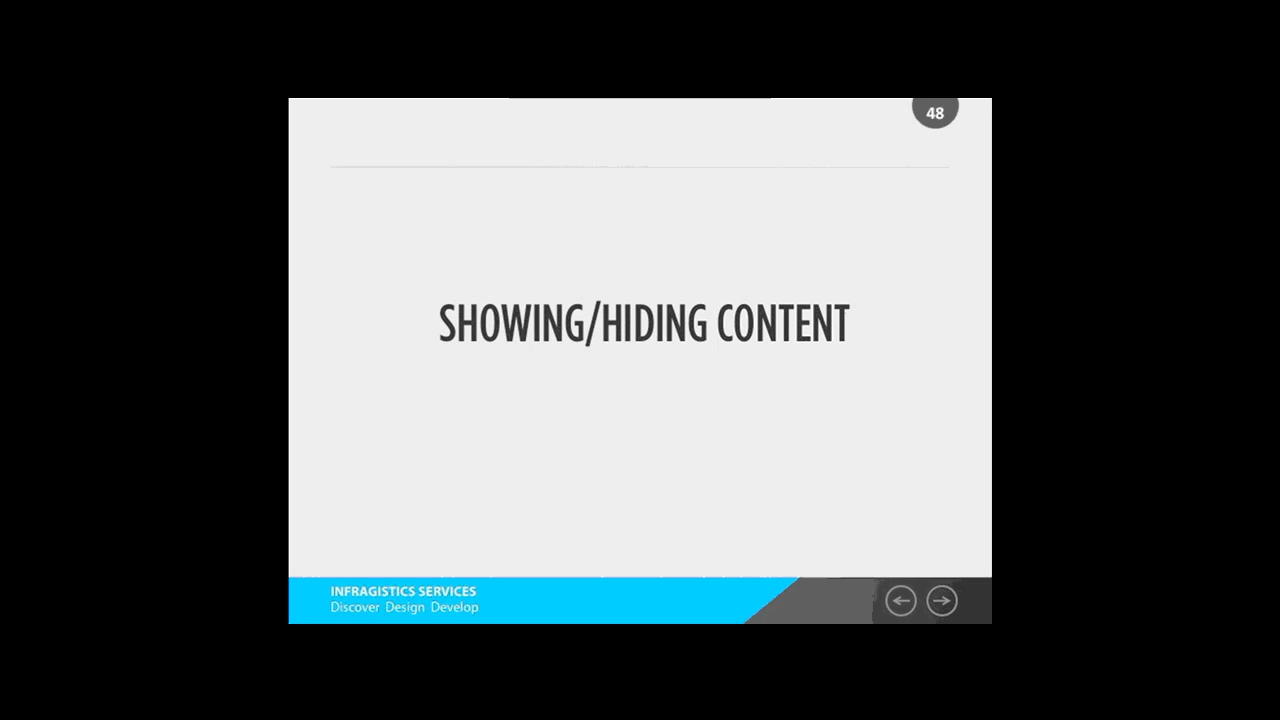 48
SHOWING/HIDING CONTENT
INFRAGISTICS SERVICES
Discover Design Develop